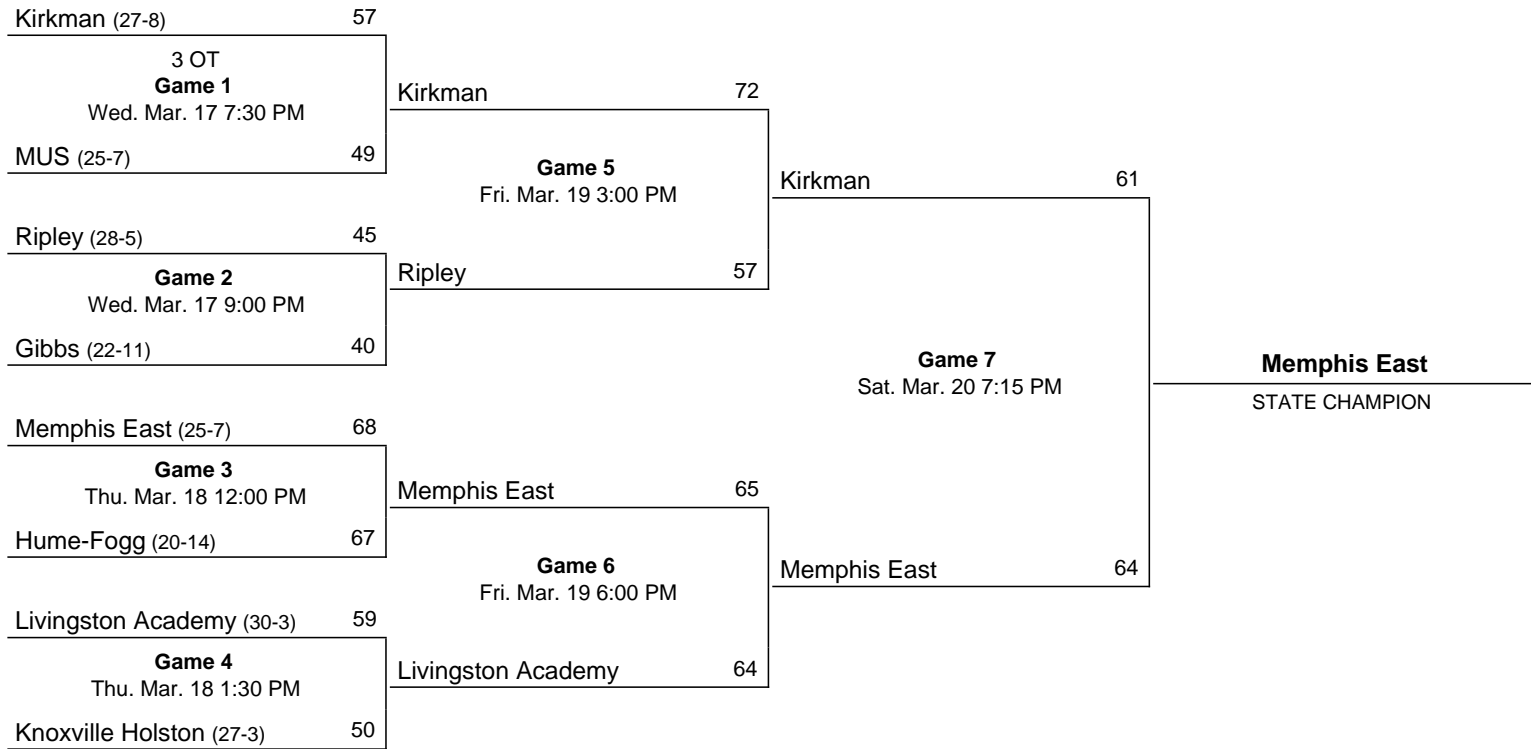 Kirkman (27-8) 57
3 OT
Game 1
Wed. Mar. 17 7:30 PM
MUS (25-7) 49
Ripley (28-5) 45
Game 2
Wed. Mar. 17 9:00 PM
Gibbs (22-11) 40
Memphis East (25-7) 68
Game 3
Thu. Mar. 18 12:00 PM
Hume-Fogg (20-14) 67
Livingston Academy (30-3) 59
Game 4
Thu. Mar. 18 1:30 PM
Knoxville Holston (27-3) 50
Kirkman 72
Game 5
Fri. Mar. 19 3:00 PM
Ripley 57
Memphis East 65
Game 6
Fri. Mar. 19 6:00 PM
Livingston Academy 64
Kirkman 61
Game 7
Sat. Mar. 20 7:15 PM
Memphis East 64
Memphis East
STATE CHAMPION